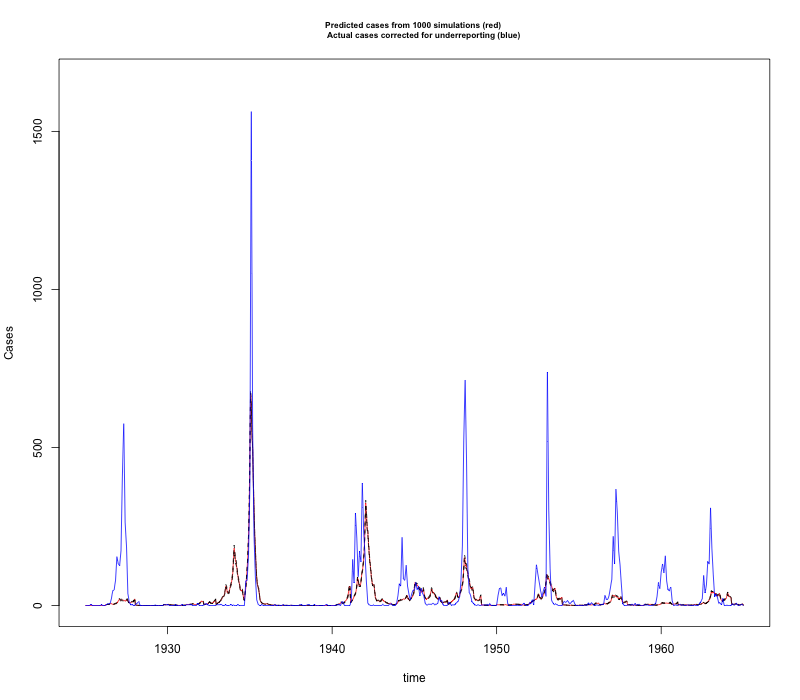 Predicted cases from 1000 simulations (red)
Actual cases corrected for underreporting (blue)
1500
1000
500
0
Cases
1930 1940 1950 1960
time